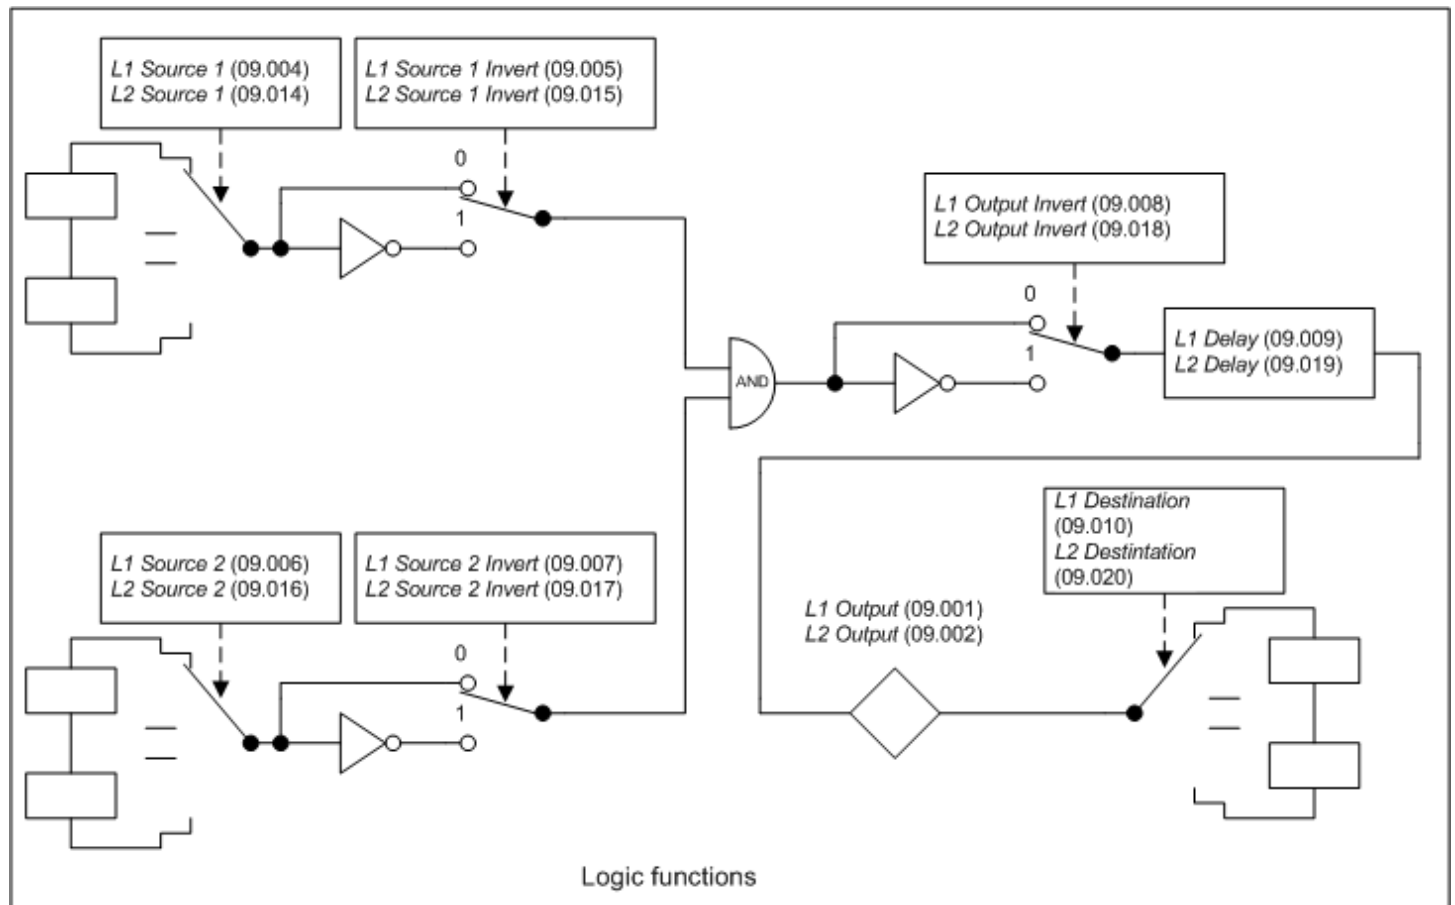 L1 Source 1 (09.004)
L2 Source 1 (09.014)
L1 Source 1 Invert (09.005)
L2 Source 1 Invert (09.015)
0
1
L1 Output Invert (09.008)
L2 Output Invert (09.018)
0
1
L1 Delay (09.009)
L2 Delay (09.019)
AND
L1 Source 2 (09.006)
L2 Source 2 (09.016)
L1 Source 2 Invert (09.007)
L2 Source 2 Invert (09.017)
0
1
L1 Destination
(09.010)
L2 Destintation
(09.020)
L1 Output (09.001)
L2 Output (09.002)
Logic functions